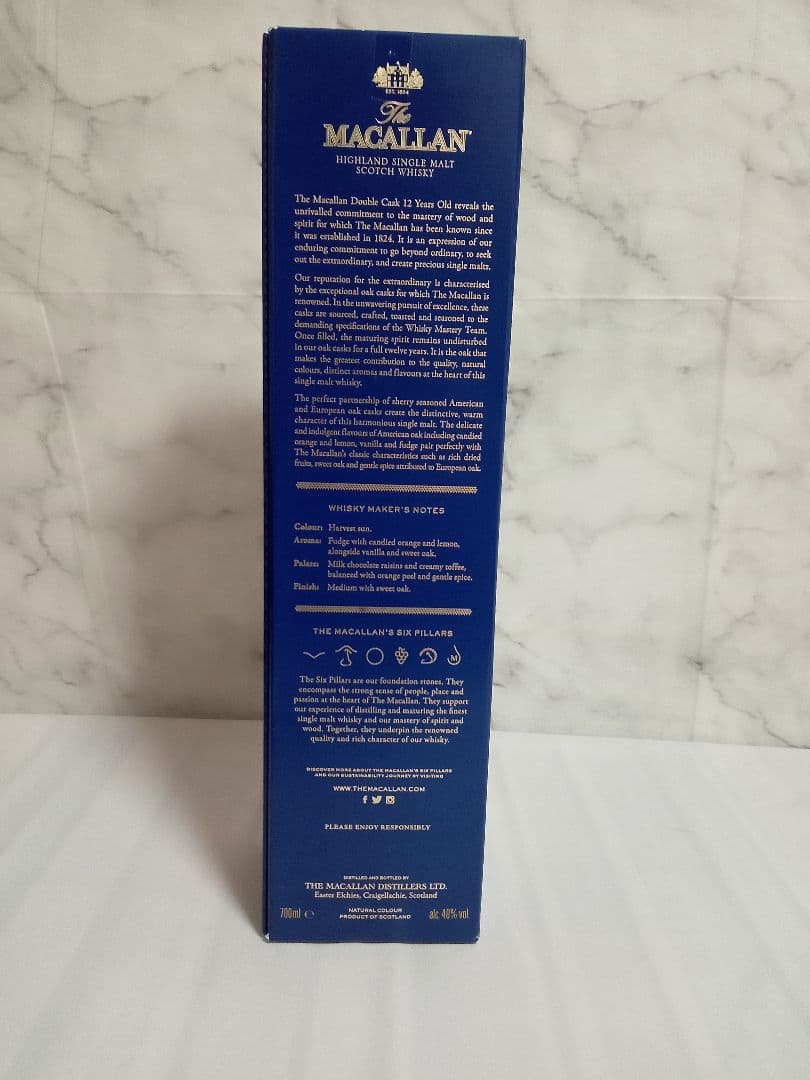 EST. 1824
The
MACALLAN
HIGHLAND SINGLE MALT
SCOTCH WHISKY
The Macallan Double Cask 12 Years Old reveals the
unrivalled commitment to the mastery of wood and
spirit for which The Macallan has been known since
it was established in 1824. It is an expression of our
enduring commitment to go beyond ordinary, to seek
out the extraordinary, and create precious single malts.
Our reputation for the extraordinary is characterised
by the exceptional oak casks for which The Macallan is
renowned. In the unwavering pursuit of excellence, these
casks are sourced, crafted, toasted and seasoned to the
demanding specifications of the Whisky Mastery Team.
Once filled, the maturing spirit remains undisturbed
in our oak casks for a full twelve years. It is the oak that
makes the greatest contribution to the quality, natural
colours, distinct aromas and flavours at the heart of this
single malt whisky.
The perfect partnership of sherry seasoned American
and European oak casks create the distinctive, warm
character of this harmonious single malt. The delicate
and indulgent flavours of American oak including candied
orange and lemon, vanilla and fudge pair perfectly with
The Macallan's classic characteristics such as rich dried
fruits, sweet oak and gentle spice attributed to European oak.
WHISKY MAKER'S NOTES
Colour: Harvest sun.
Aroma: Fudge with candied orange and lemon,
alongside vanilla and sweet oak.
Palate: Milk chocolate raisins and creamy toffee,
balanced with orange peel and gentle spice.
Finish: Medium with sweet oak.
THE MACALLAN'S SIX PILLARS
M
The Six Pillars are our foundation stones. They
encompass the strong sense of people, place and
passion at the heart of The Macallan. They support
our experience of distilling and maturing the finest
single malt whisky and our mastery of spirit and
wood. Together, they underpin the renowned
quality and rich character of our whisky.
DISCOVER MORE ABOUT THE MACALLAN'S SIX PILLARS
AND OUR SUSTAINABILITY JOURNEY BY VISITING
WWW.THEMACALLAN.COM
PLEASE ENJOY RESPONSIBLY
DISTILLED AND BOTTLED BY
THE MACALLAN DISTILLERS LTD.
Easter Elchies, Craigellachie, Scotland
700ml ℮ NATURAL COLOUR alc. 40% vol
PRODUCT OF SCOTLAND